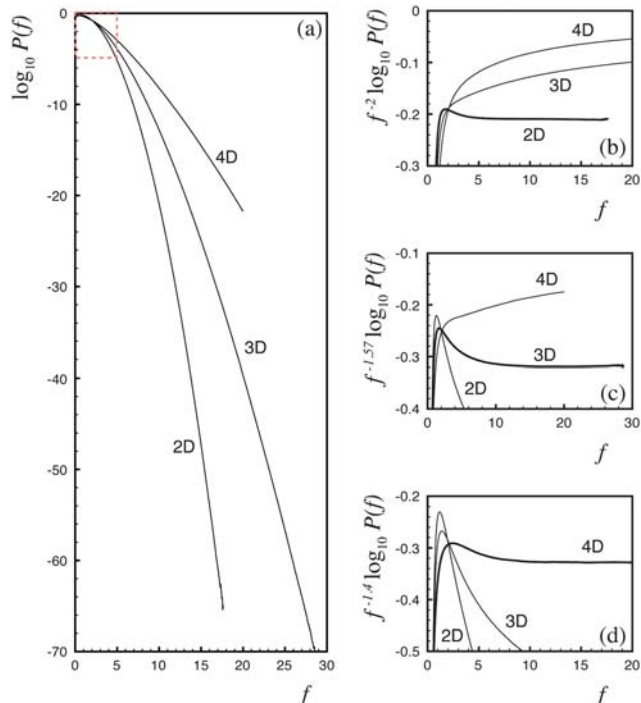 (a)
log10 P(f)
0
-10
-20
-30
-40
-50
-60
-70
0 5 10 15 20 25 30
f
4D
3D
2D
(b)
f -2 log10 P(f)
0
-0.1
-0.2
-0.3
0 5 10 15 20
f
4D
3D
2D
(c)
f -1.57 log10 P(f)
-0.1
-0.2
-0.3
-0.4
0 10 20 30
f
4D
3D
2D
(d)
f -1.4 log10 P(f)
-0.2
-0.3
-0.4
-0.5
0 5 10 15 20
f
4D
3D
2D